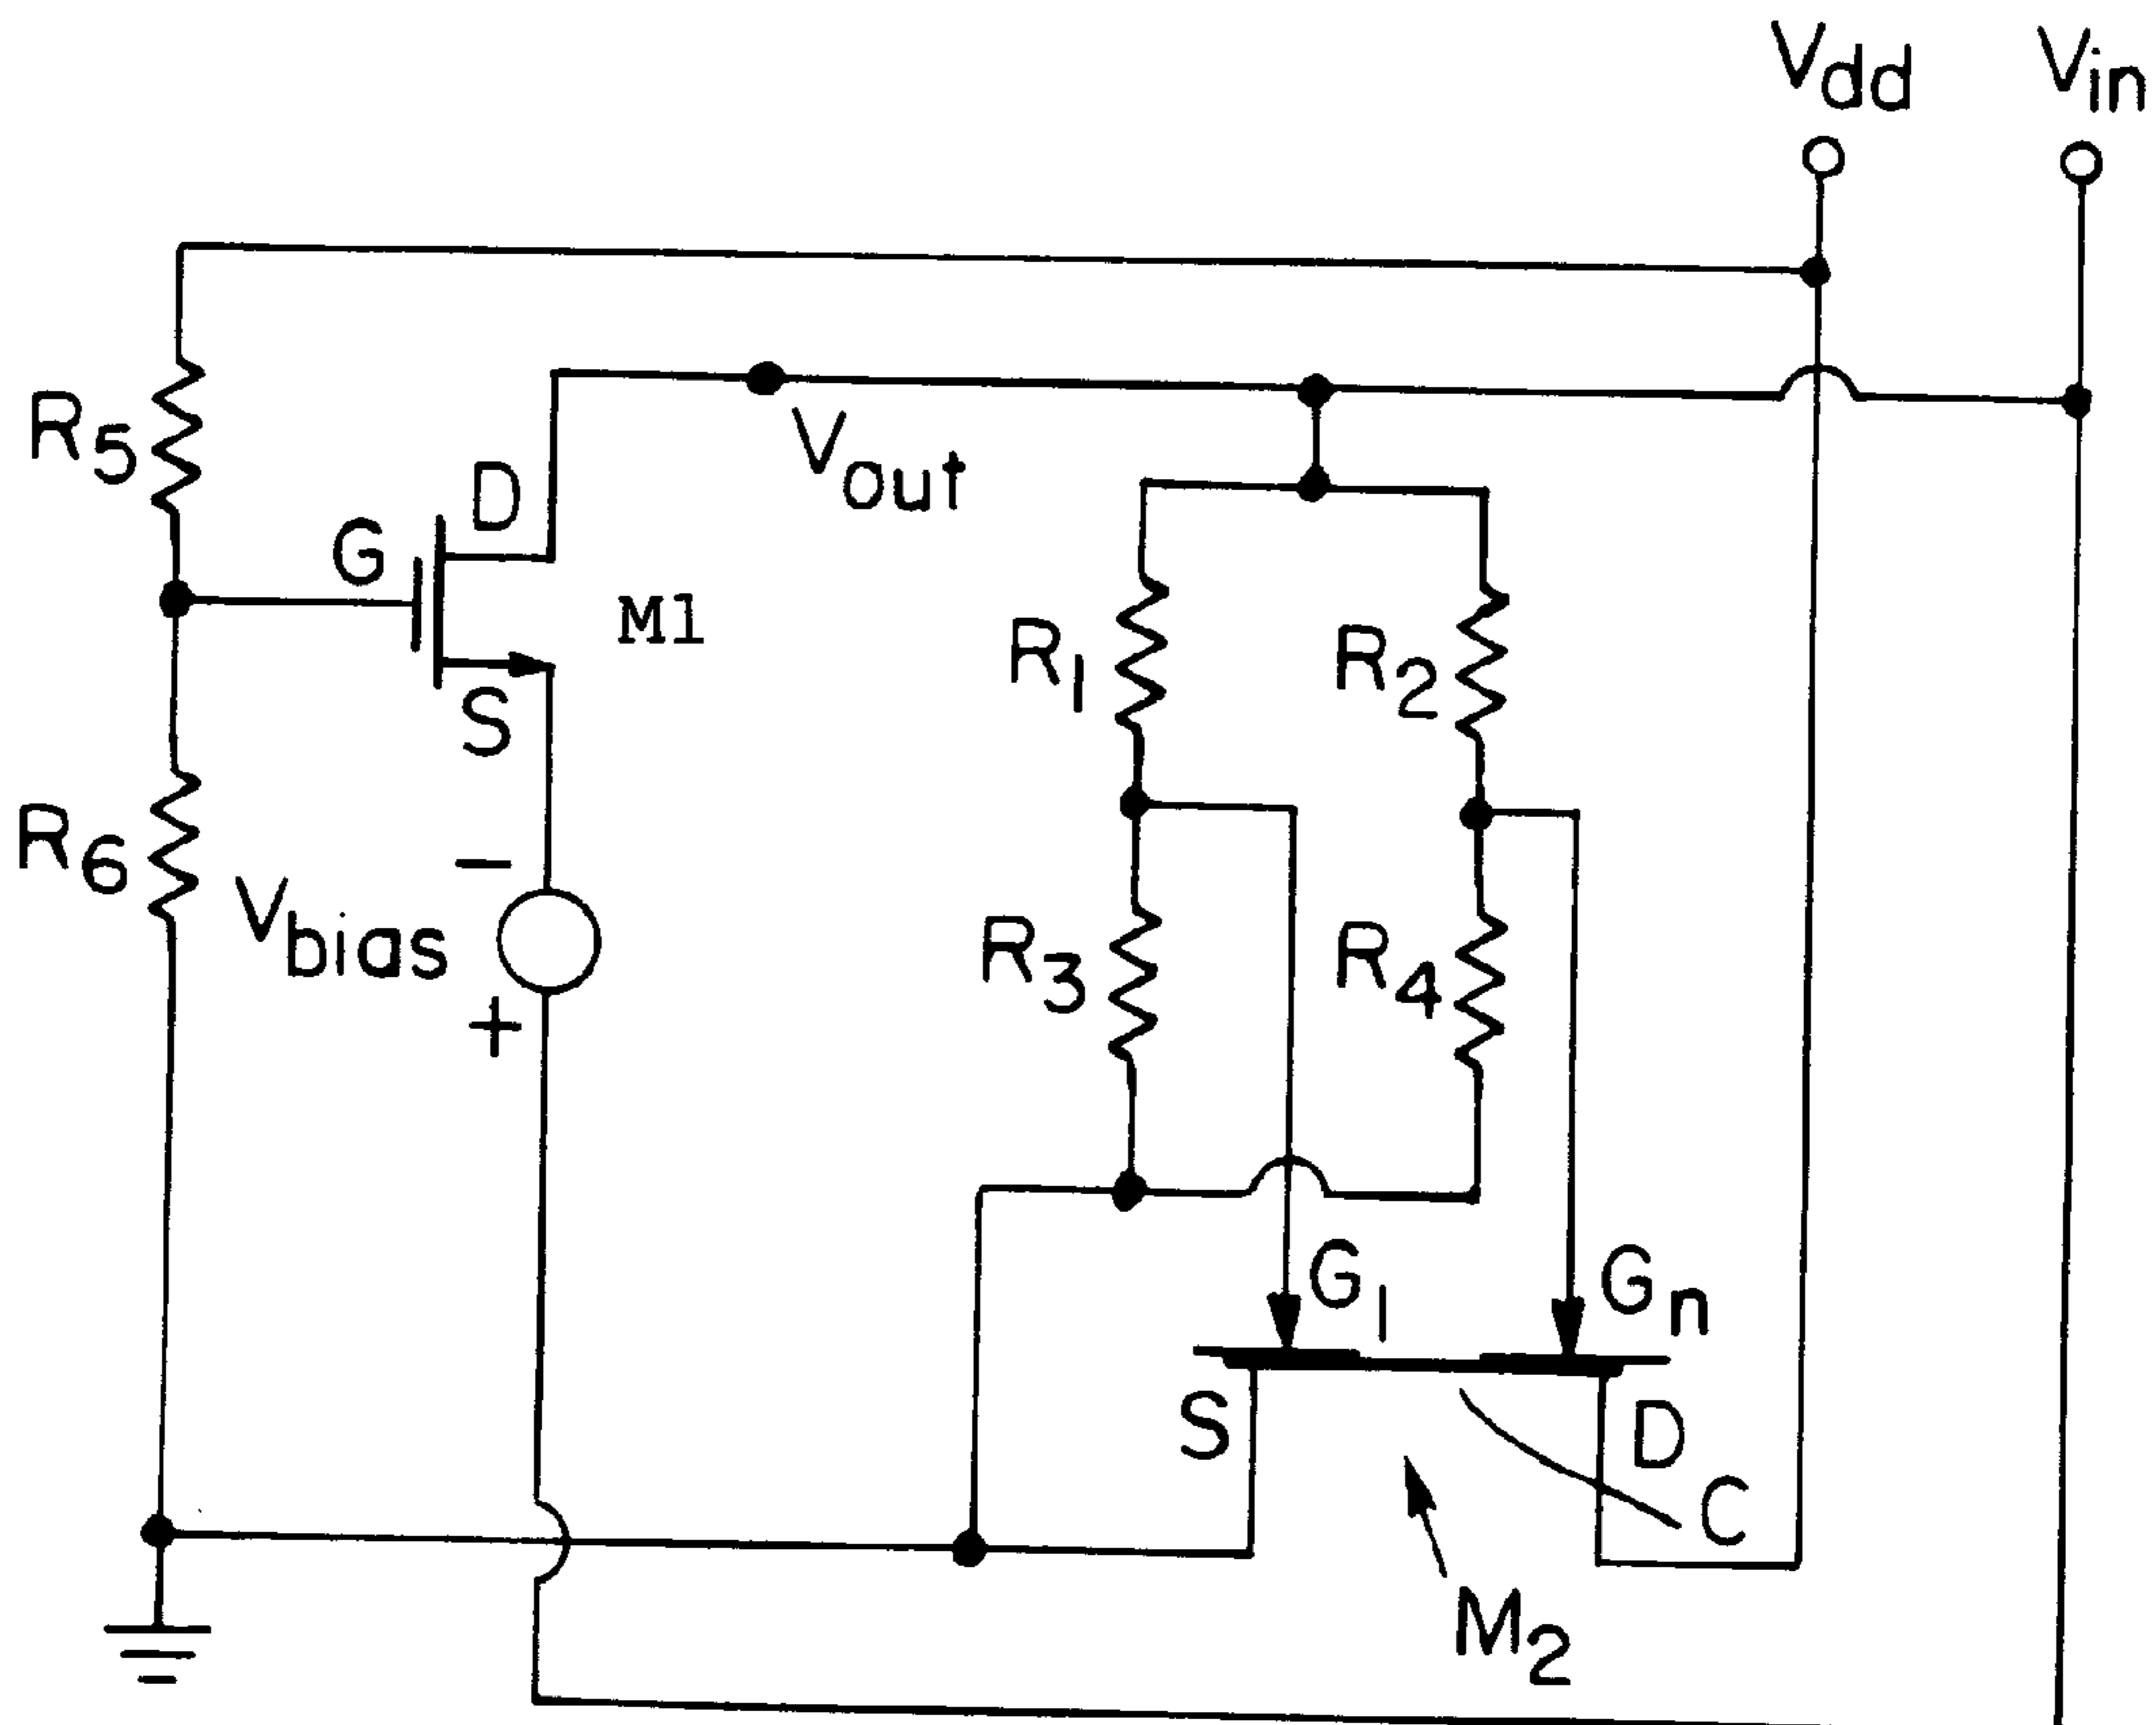 Vdd Vin
R5
D
Vout
G
M1
R1 R2
S
R6
−
Vbias
R3 R4
+
G1 Gn
S D
C
M2